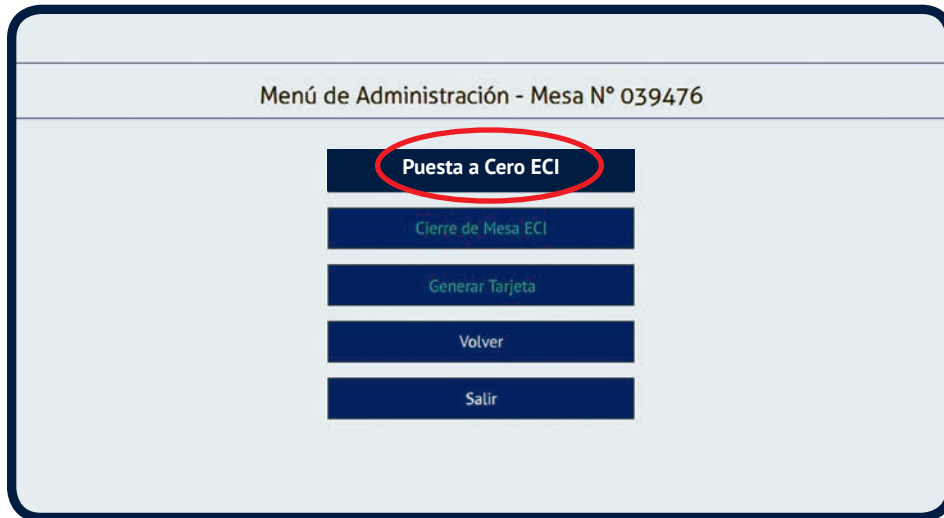 Menú de Administración - Mesa N° 039476
Puesta a Cero ECI
Cierre de Mesa ECI
Generar Tarjeta
Volver
Salir